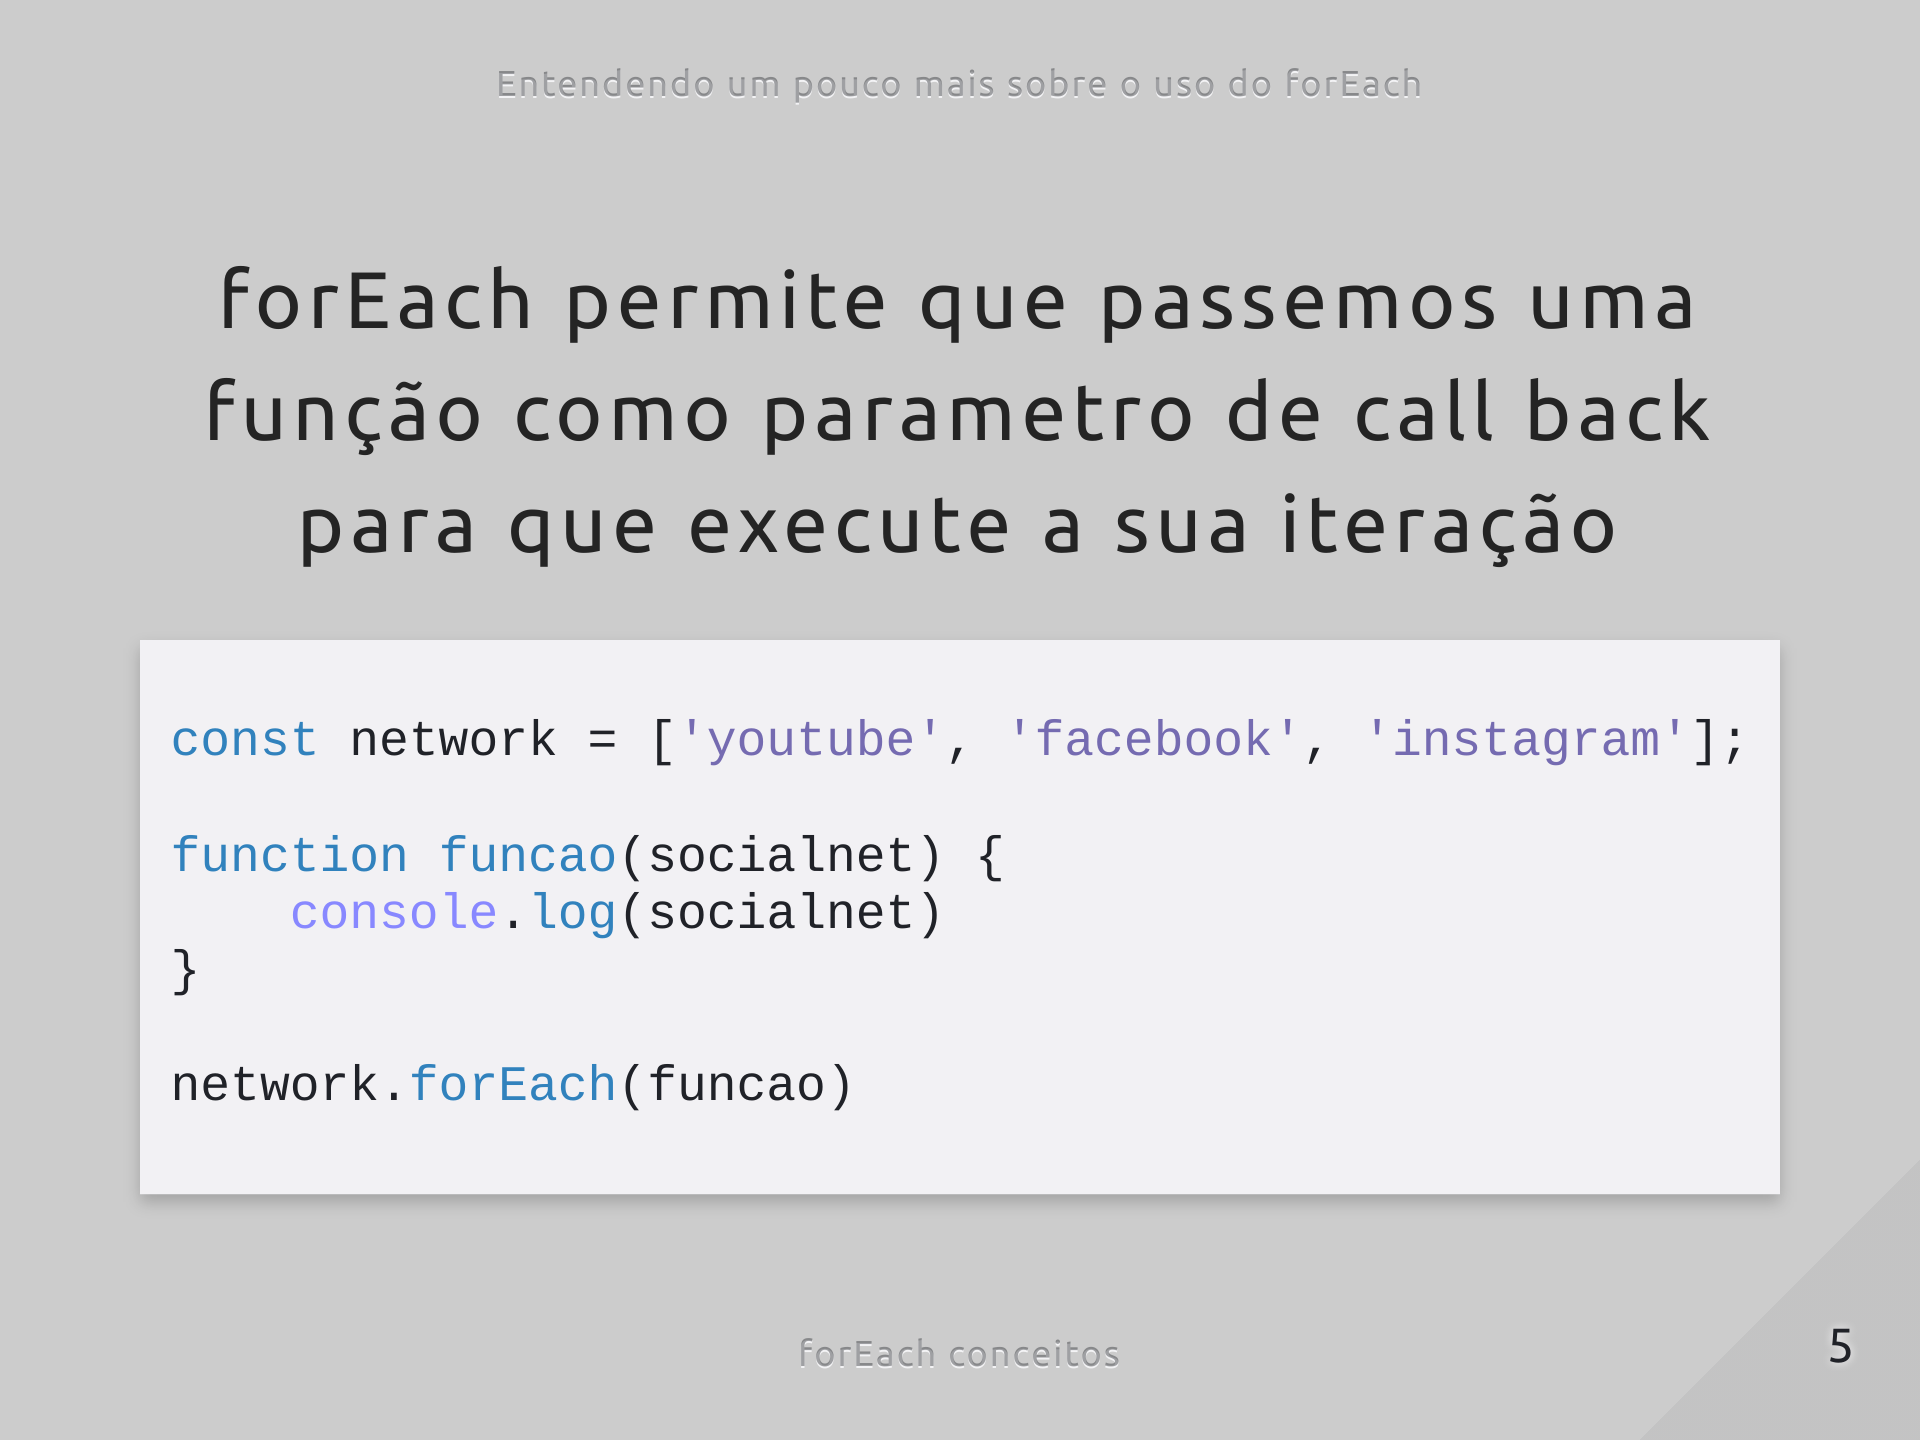 Entendendo um pouco mais sobre o uso do forEach
forEach permite que passemos uma
função como parametro de call back
para que execute a sua iteração
const network = ['youtube', 'facebook', 'instagram'];
function funcao(socialnet) {
    console.log(socialnet)
}
network.forEach(funcao)
forEach conceitos
5